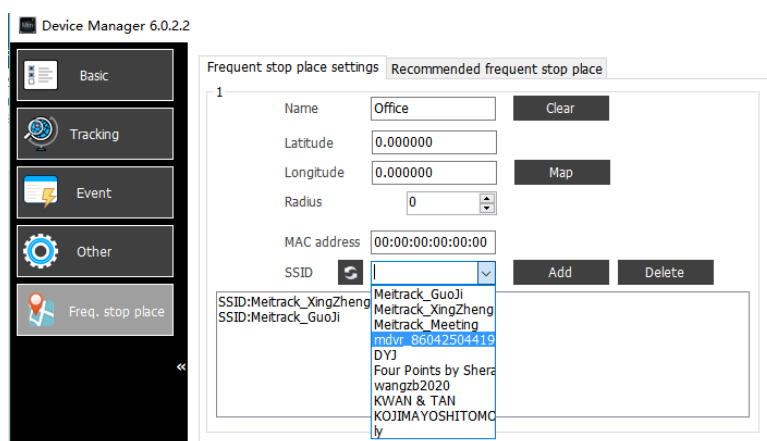 Device Manager 6.0.2.2
Basic
Tracking
Event
Other
Freq. stop place
«
Frequent stop place settings
Recommended frequent stop place
1
Name
Office
Clear
Latitude
0.000000
Longitude
0.000000
Map
Radius
0
MAC address
00:00:00:00:00:00
SSID
Add
Delete
SSID:Meitrack_XingZheng
SSID:Meitrack_GuoJi
Meitrack_GuoJi
Meitrack_XingZheng
Meitrack_Meeting
mdvr_86042504419
DYJ
Four Points by Shera
wangzb2020
KWAN & TAN
KOJIMAYOSHITOMO
ly